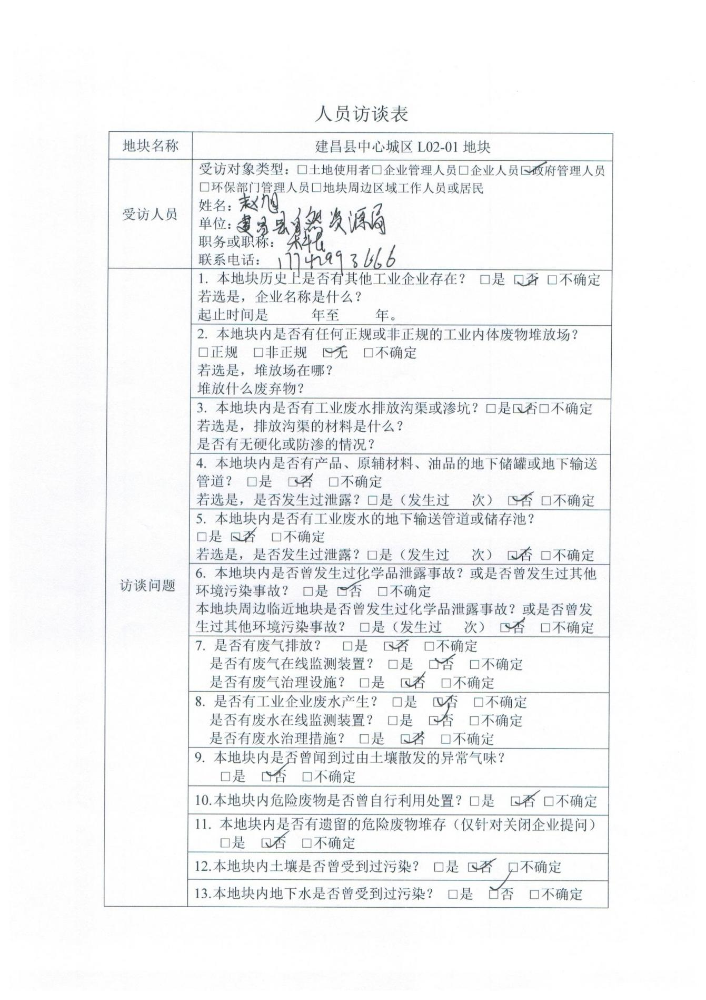 人员访谈表
地块名称
建昌县中心城区 L02-01 地块
受访人员
受访对象类型：□土地使用者□企业管理人员□企业人员☑政府管理人员
□环保部门管理人员□地块周边区域工作人员或居民
姓名：赵旭
单位：建昌县自然资源局
职务或职称：科长
联系电话：17742993666
访谈问题
1. 本地块历史上是否有其他工业企业存在？ □是 ☑否 □不确定
若选是，企业名称是什么？
起止时间是 年至 年。
2. 本地块内是否有任何正规或非正规的工业内体废物堆放场？
□正规 □非正规 ☑无 □不确定
若选是，堆放场在哪？
堆放什么废弃物？
3. 本地块内是否有工业废水排放沟渠或渗坑？□是☑否□不确定
若选是，排放沟渠的材料是什么？
是否有无硬化或防渗的情况？
4. 本地块内是否有产品、原辅材料、油品的地下储罐或地下输送
管道？ □是 ☑否 □不确定
若选是，是否发生过泄露？□是（发生过 次） ☑否 □不确定
5. 本地块内是否有工业废水的地下输送管道或储存池？
□是 ☑否 □不确定
若选是，是否发生过泄露？□是（发生过 次） ☑否 □不确定
6. 本地块内是否曾发生过化学品泄露事故？或是否曾发生过其他
环境污染事故？ □是 ☑否 □不确定
本地块周边临近地块是否曾发生过化学品泄露事故？或是否曾发
生过其他环境污染事故？ □是（发生过 次） ☑否 □不确定
7. 是否有废气排放？ □是 ☑否 □不确定
是否有废气在线监测装置？ □是 ☑否 □不确定
是否有废气治理设施？ □是 ☑否 □不确定
8. 是否有工业企业废水产生？ □是 ☑否 □不确定
是否有废水在线监测装置？ □是 ☑否 □不确定
是否有废水治理措施？ □是 ☑否 □不确定
9. 本地块内是否曾闻到过由土壤散发的异常气味？
□是 ☑否 □不确定
10.本地块内危险废物是否曾自行利用处置？□是 ☑否 □不确定
11. 本地块内是否有遗留的危险废物堆存（仅针对关闭企业提问）
□是 ☑否 □不确定
12.本地块内土壤是否曾受到过污染？ □是 ☑否 □不确定
13.本地块内地下水是否曾受到过污染？ □是 ☑否 □不确定